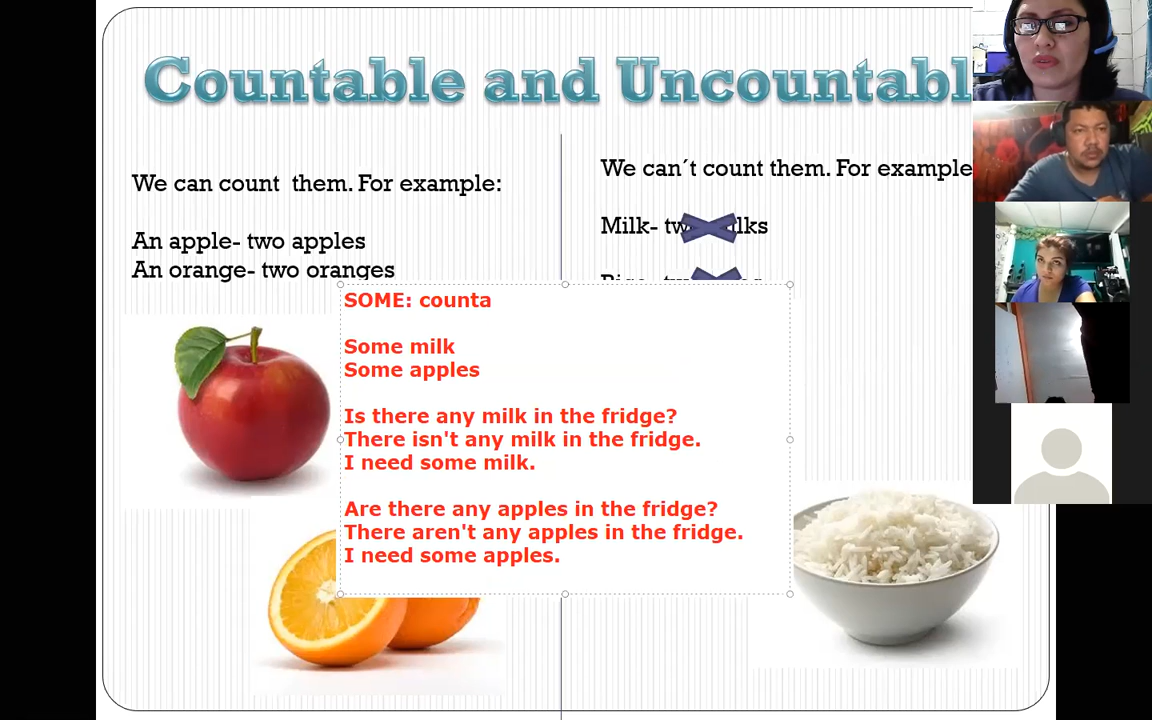 Countable and Uncountabl
We can count them. For example:
An apple- two apples
An orange- two oranges
We can´t count them. For example
Milk-
SOME: counta
Some milk
Some apples
Is there any milk in the fridge?
There isn't any milk in the fridge.
I need some milk.
Are there any apples in the fridge?
There aren't any apples in the fridge.
I need some apples.